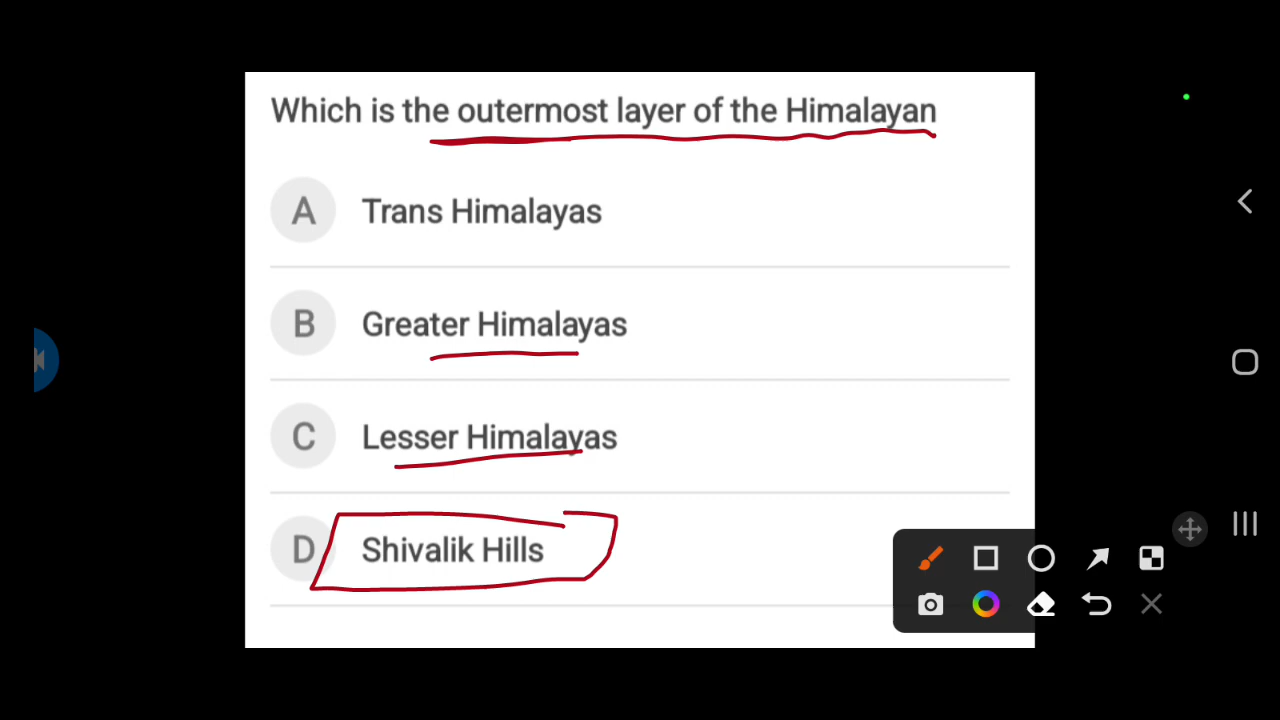 Which is the outermost layer of the Himalayan
A Trans Himalayas
B Greater Himalayas
C Lesser Himalayas
D Shivalik Hills